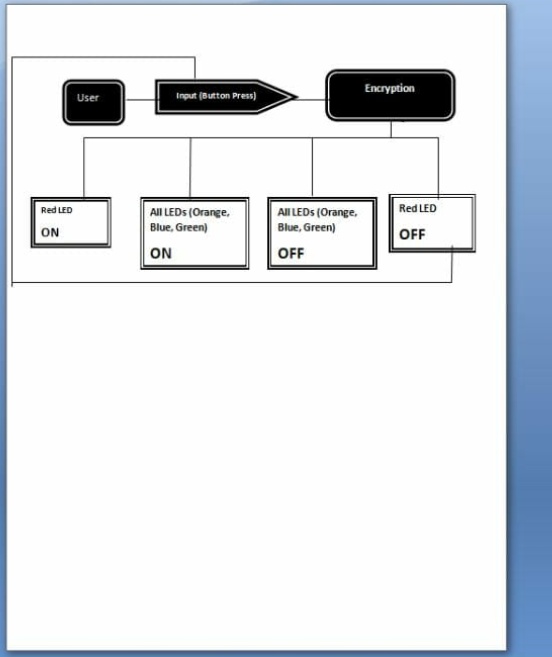 User
Input (Button Press)
Encryption
Red LED
ON
All LEDs (Orange,
Blue, Green)
ON
All LEDs (Orange,
Blue, Green)
OFF
Red LED
OFF